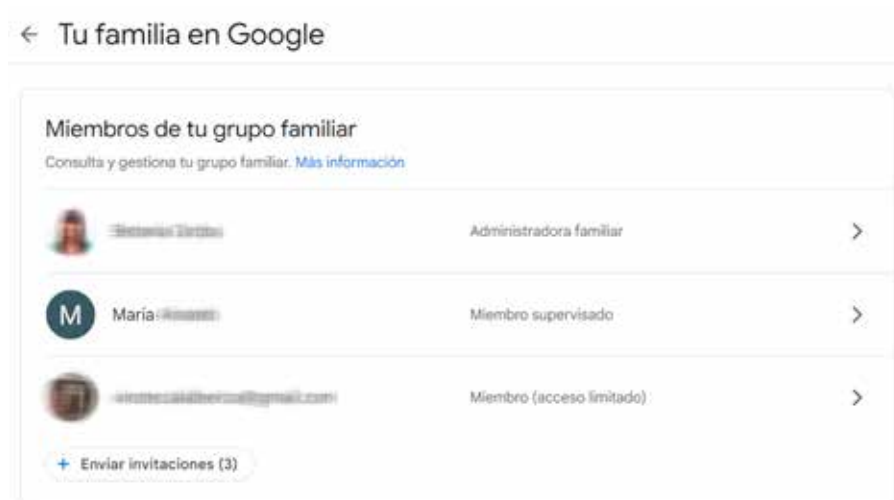 Tu familia en Google
Miembros de tu grupo familiar
Consulta y gestiona tu grupo familiar. Más información
Administradora familiar
M María Miembro supervisado
Miembro (acceso limitado)
+ Enviar invitaciones (3)